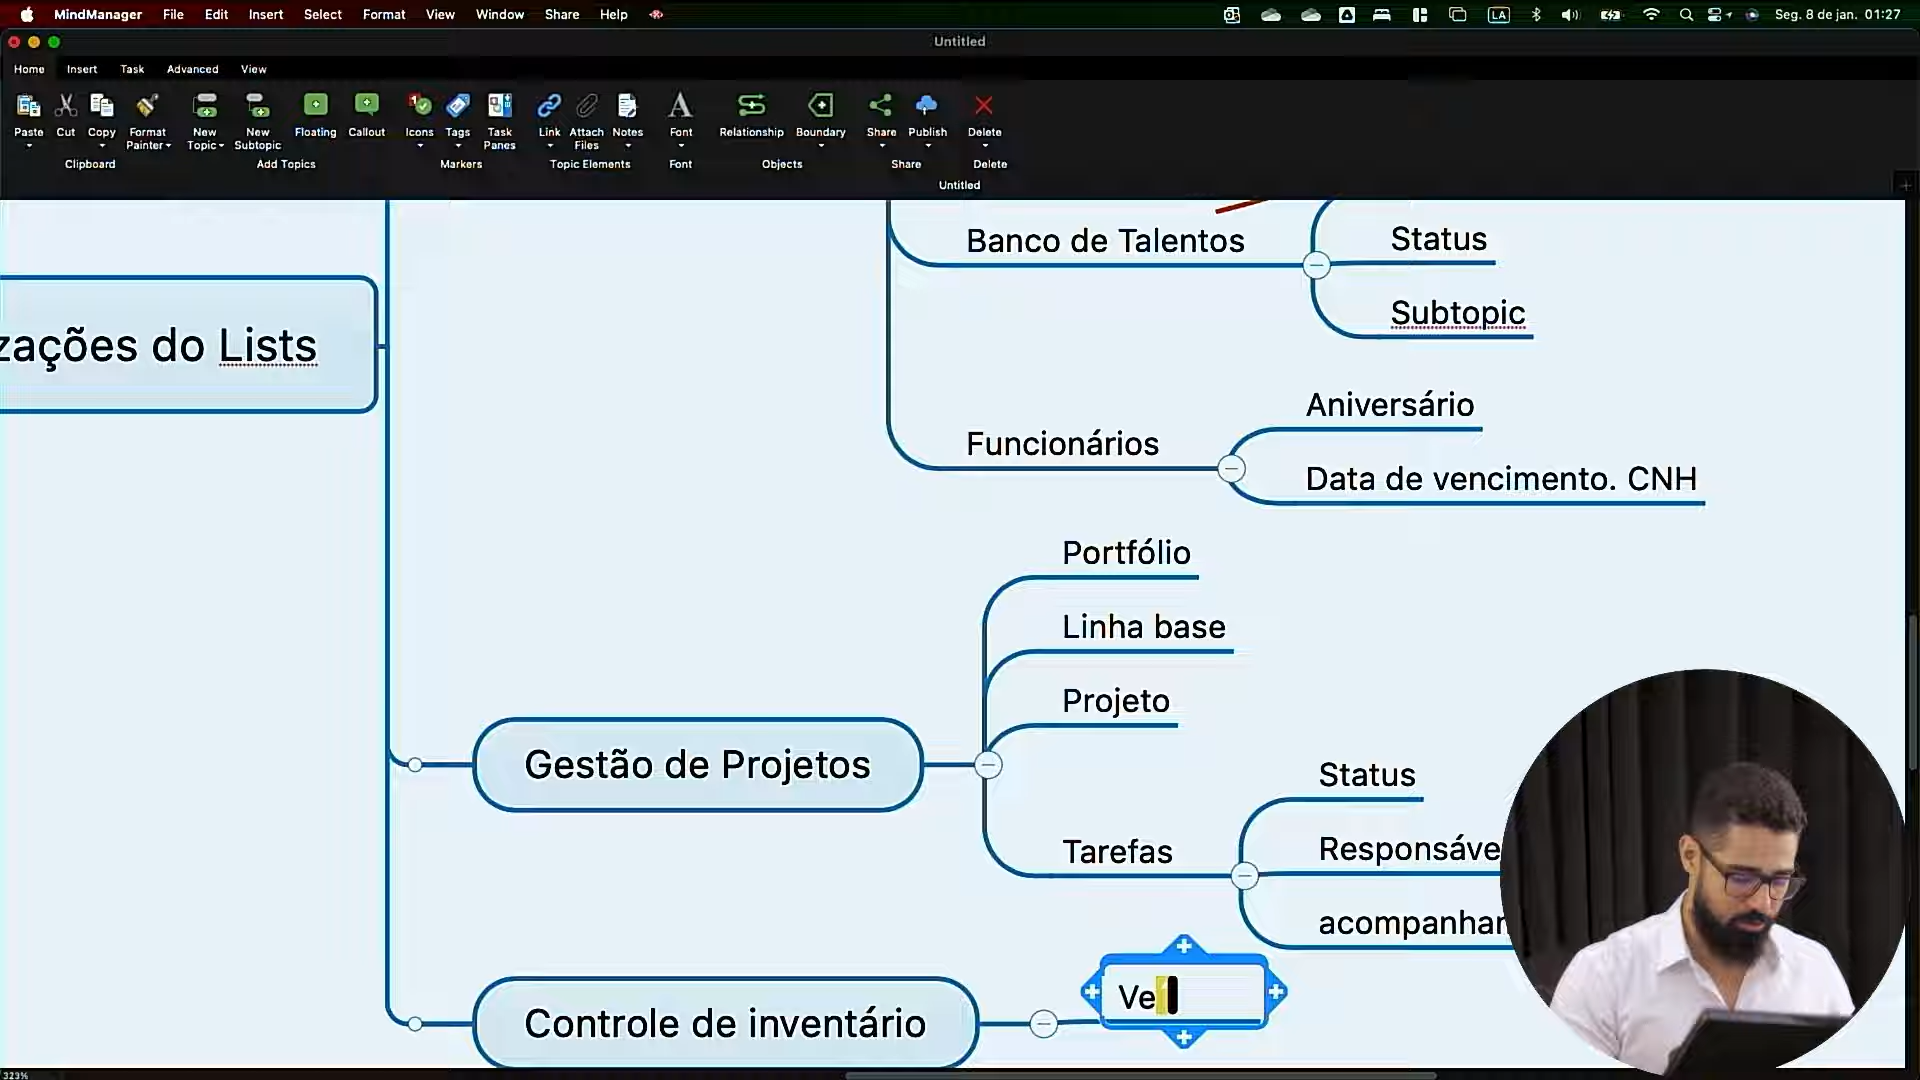 MindManager File Edit Insert Select Format View Window Share Help LA Seg. 8 de jan. 01:27
Untitled
Home Insert Task Advanced View
Paste Cut Copy Format Painter New Topic New Subtopic Floating Callout Icons Tags Task Panes Link Attach Files Notes Font Relationship Boundary Share Publish Delete
Clipboard Add Topics Markers Topic Elements Font Objects Share Delete
Untitled
Banco de Talentos
Status
Subtopic
zações do Lists
Aniversário
Funcionários
Data de vencimento. CNH
Portfólio
Linha base
Projeto
Gestão de Projetos
Status
Tarefas
Responsáve
acompanhan
Ve
Controle de inventário
323%